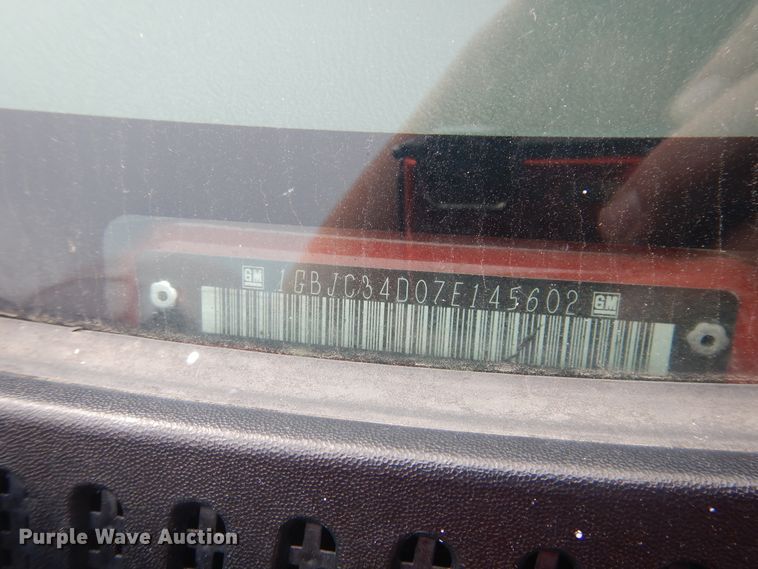 GM 1GBJC34D07E145602 GM
Purple Wave Auction